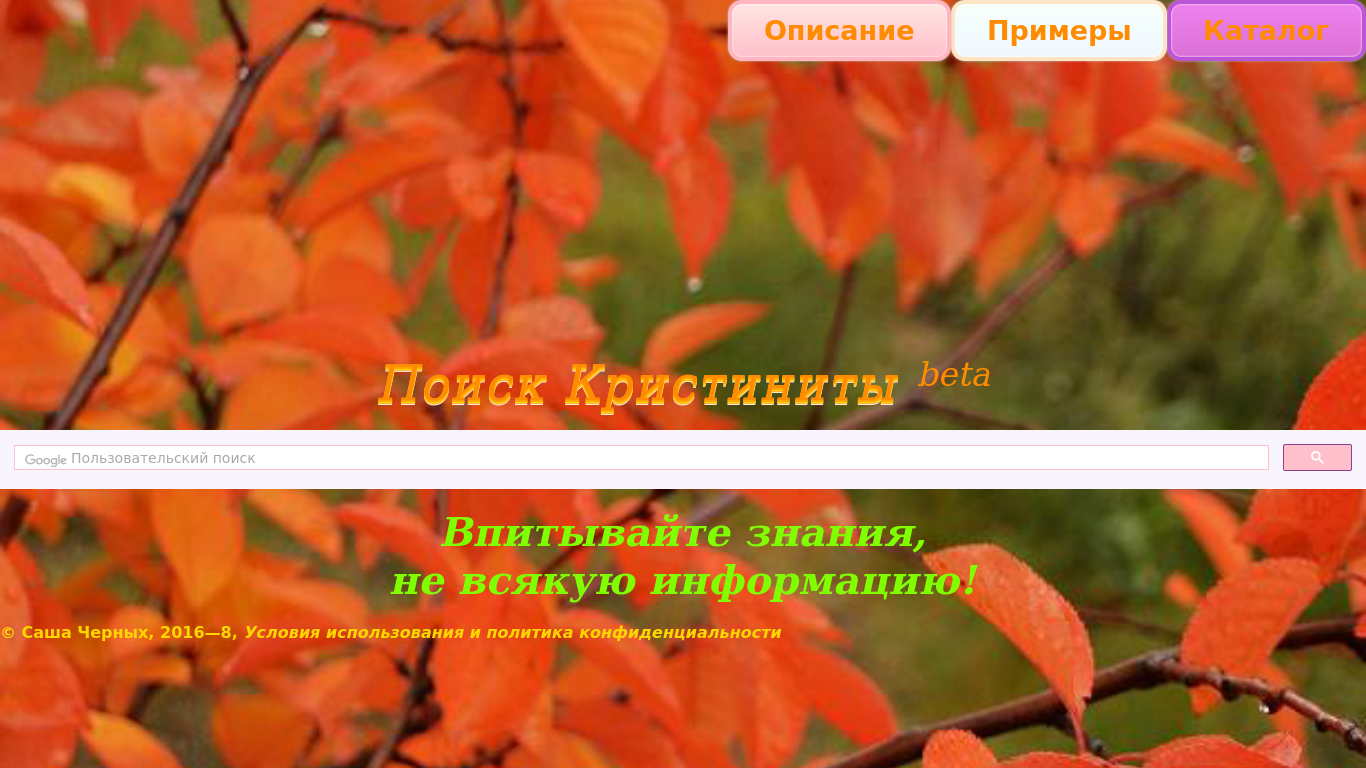 Описание Примеры Каталог
Поиск Кристиниты beta
Google Пользовательский поиск
Впитывайте знания,
не всякую информацию!
© Саша Черных, 2016—8, Условия использования и политика конфиденциальности